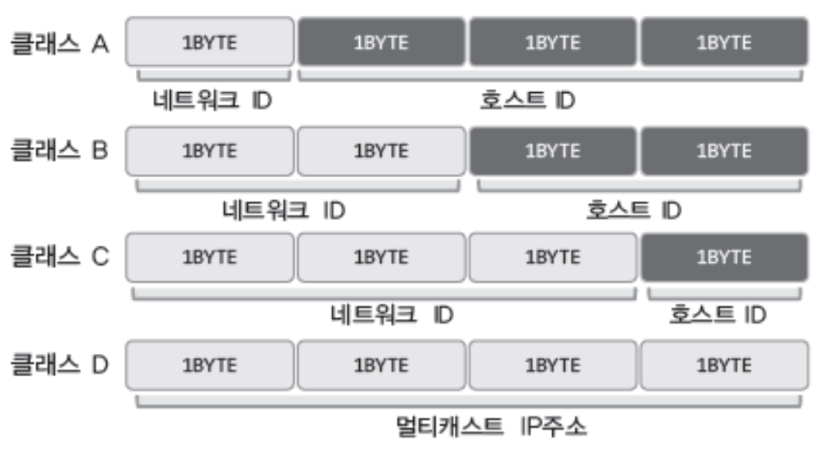 클래스 A 1BYTE 1BYTE 1BYTE 1BYTE
네트워크 ID 호스트 ID
클래스 B 1BYTE 1BYTE 1BYTE 1BYTE
네트워크 ID 호스트 ID
클래스 C 1BYTE 1BYTE 1BYTE 1BYTE
네트워크 ID 호스트 ID
클래스 D 1BYTE 1BYTE 1BYTE 1BYTE
멀티캐스트 IP주소